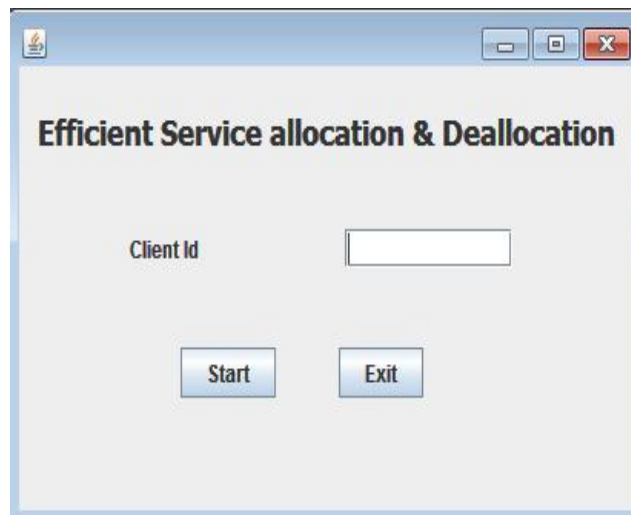 Efficient Service allocation & Deallocation
Client Id
Start Exit